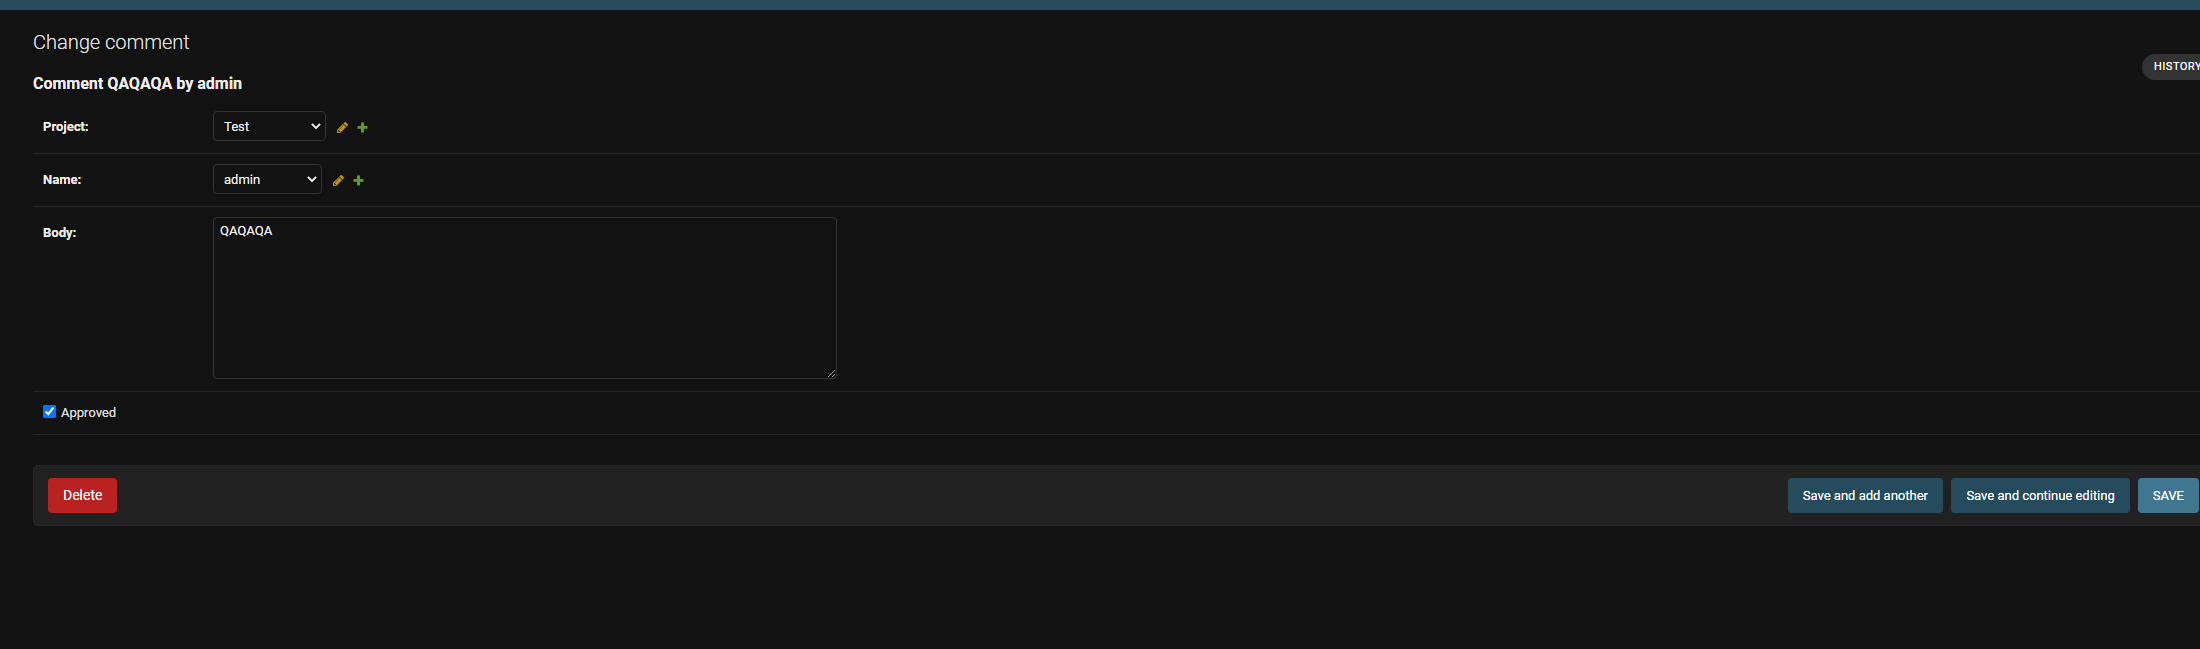 Change comment
HISTORY
Comment QAQAQA by admin
Project: Test
Name: admin
Body: QAQAQA
Approved
Delete Save and add another Save and continue editing SAVE